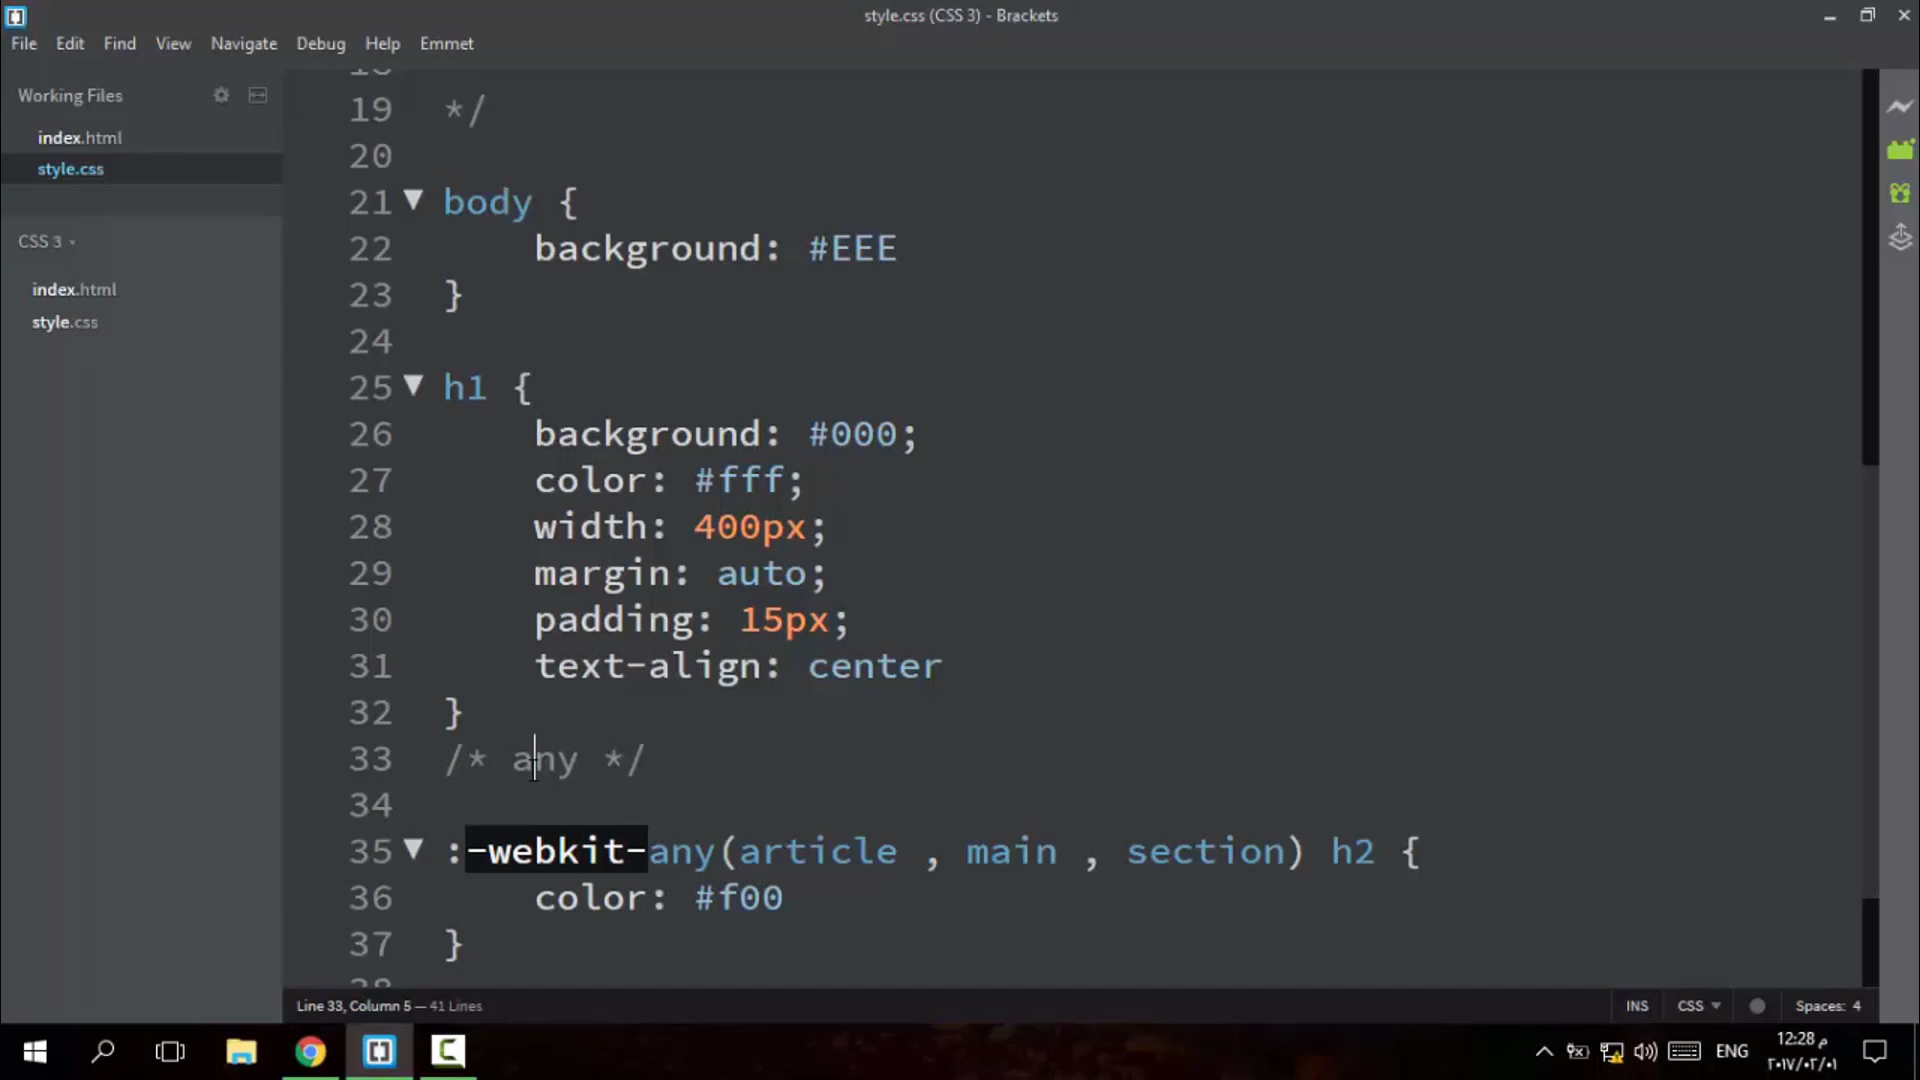 style.css (CSS 3) - Brackets
File Edit Find View Navigate Debug Help Emmet
Working Files
index.html
style.css
CSS 3
index.html
style.css
19 */
20
21 body {
22 background: #EEE
23 }
24
25 h1 {
26 background: #000;
27 color: #fff;
28 width: 400px;
29 margin: auto;
30 padding: 15px;
31 text-align: center
32 }
33 /* any */
34
35 :-webkit-any(article , main , section) h2 {
36 color: #f00
37 }
Line 33, Column 5 — 41 Lines
INS CSS Spaces: 4
ENG
12:28 م
٢٠١٧/٠٢/٠١